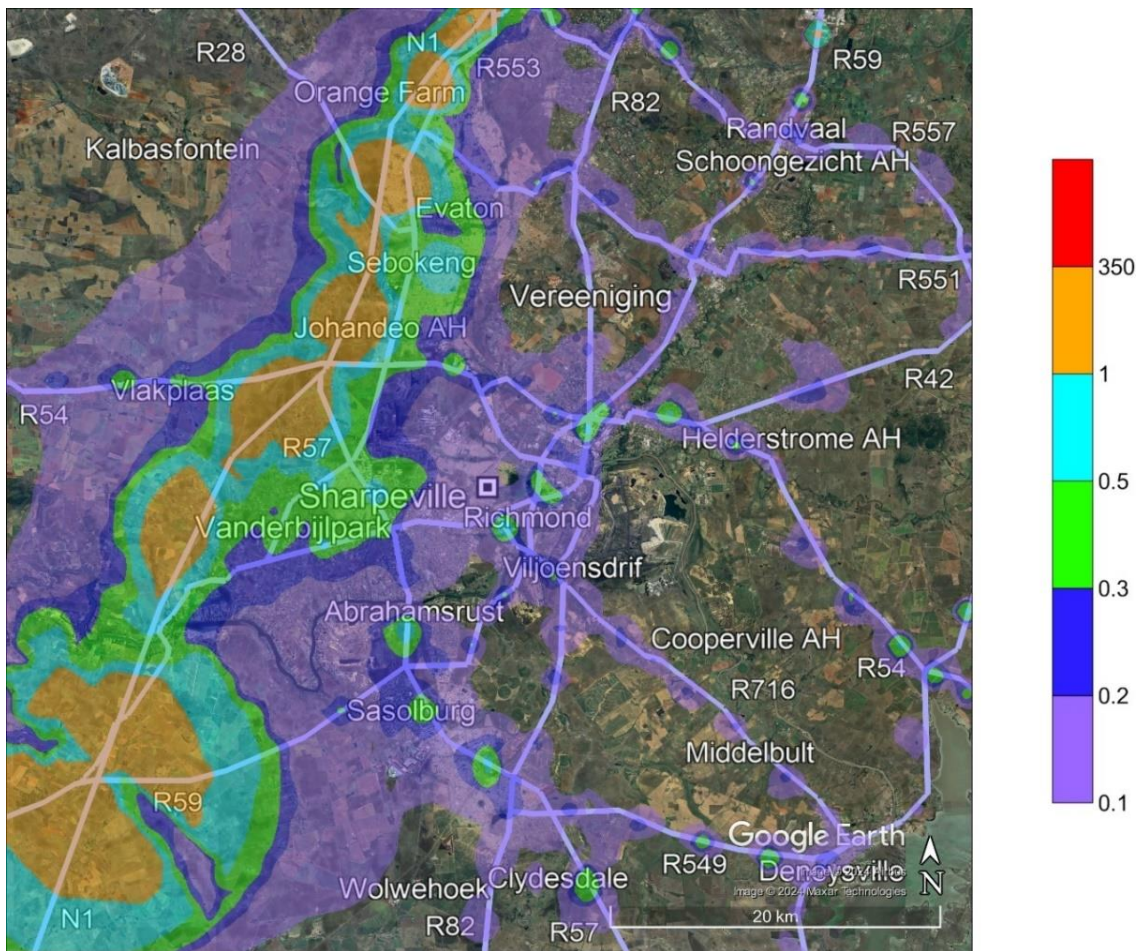 N1
R28
R553
R59
Orange Farm
R82
Randvaal
R557
Kalbasfontein
Schoongezicht AH
Evaton
Sebokeng
R551
350
Vereeniging
Johandeo AH
1
Vlakplaas
R42
R54
R57
Helderstrome AH
0.5
Sharpeville
Vanderbijlpark
Richmond
Viljoensdrif
0.3
Abrahamsrust
Cooperville AH
R54
R716
0.2
Sasolburg
Middelbult
R59
0.1
Google Earth
R549
Denoysville
Wolwehoek
Clydesdale
Image © 2024 Maxar Technologies
N
N1
R82
R57
20 km